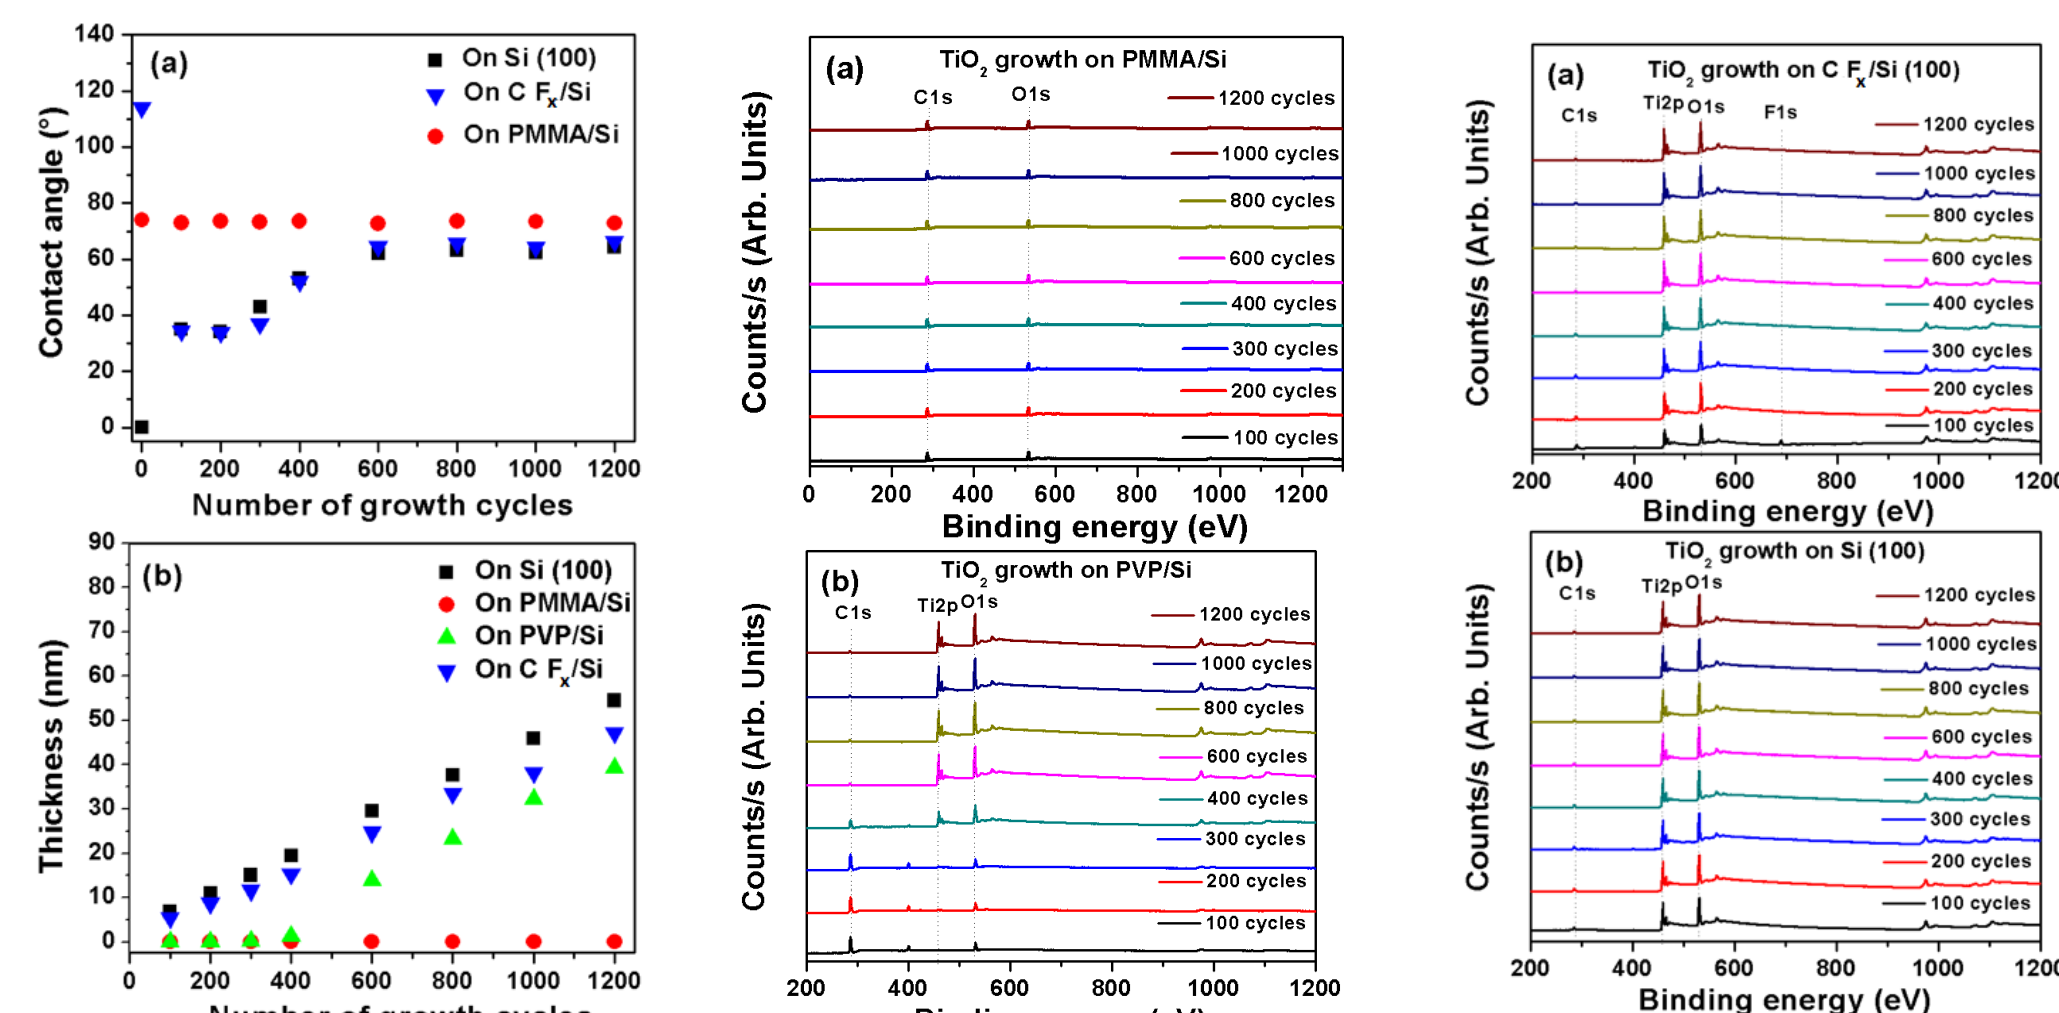 (a)
On Si (100)
On C Fx/Si
On PMMA/Si
140
120
100
80
60
40
20
0
Contact angle (°)
0 200 400 600 800 1000 1200
Number of growth cycles
(b)
On Si (100)
On PMMA/Si
On PVP/Si
On C Fx/Si
90
80
70
60
50
40
30
20
10
0
Thickness (nm)
0 200 400 600 800 1000 1200
Number of growth cycles
(a)
TiO2 growth on PMMA/Si
C1s O1s
1200 cycles
1000 cycles
800 cycles
600 cycles
400 cycles
300 cycles
200 cycles
100 cycles
Counts/s (Arb. Units)
0 200 400 600 800 1000 1200
Binding energy (eV)
(b)
TiO2 growth on PVP/Si
C1s Ti2p O1s
1200 cycles
1000 cycles
800 cycles
600 cycles
400 cycles
300 cycles
200 cycles
100 cycles
Counts/s (Arb. Units)
200 400 600 800 1000 1200
Binding energy (eV)
(a)
TiO2 growth on C Fx/Si (100)
C1s Ti2p O1s F1s
1200 cycles
1000 cycles
800 cycles
600 cycles
400 cycles
300 cycles
200 cycles
100 cycles
Counts/s (Arb. Units)
200 400 600 800 1000 1200
Binding energy (eV)
(b)
TiO2 growth on Si (100)
C1s Ti2p O1s
1200 cycles
1000 cycles
800 cycles
600 cycles
400 cycles
300 cycles
200 cycles
100 cycles
Counts/s (Arb. Units)
200 400 600 800 1000 1200
Binding energy (eV)